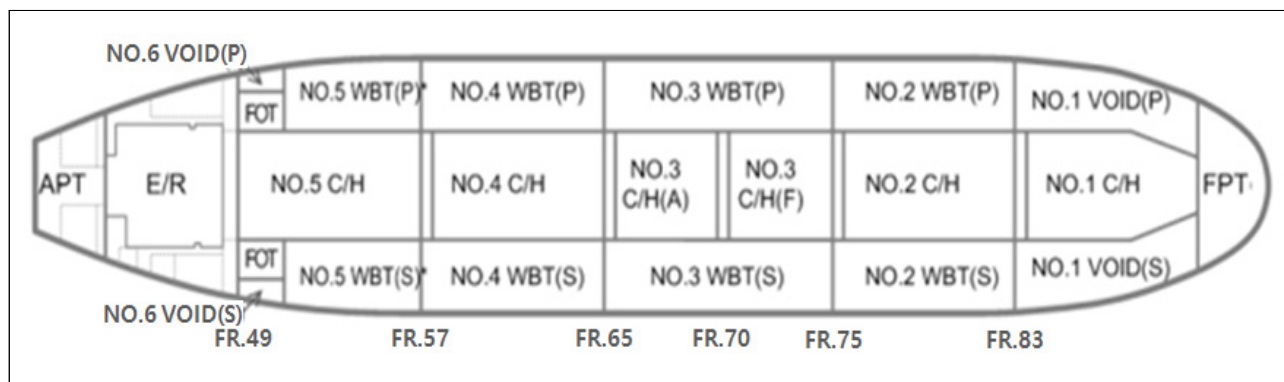 NO.6 VOID(P)
NO.5 WBT(P)*
NO.4 WBT(P)
NO.3 WBT(P)
NO.2 WBT(P)
NO.1 VOID(P)
FOT
APT
E/R
NO.5 C/H
NO.4 C/H
NO.3
C/H(A)
NO.3
C/H(F)
NO.2 C/H
NO.1 C/H
FPT
FOT
NO.5 WBT(S)*
NO.4 WBT(S)
NO.3 WBT(S)
NO.2 WBT(S)
NO.1 VOID(S)
NO.6 VOID(S)
FR.49
FR.57
FR.65
FR.70
FR.75
FR.83